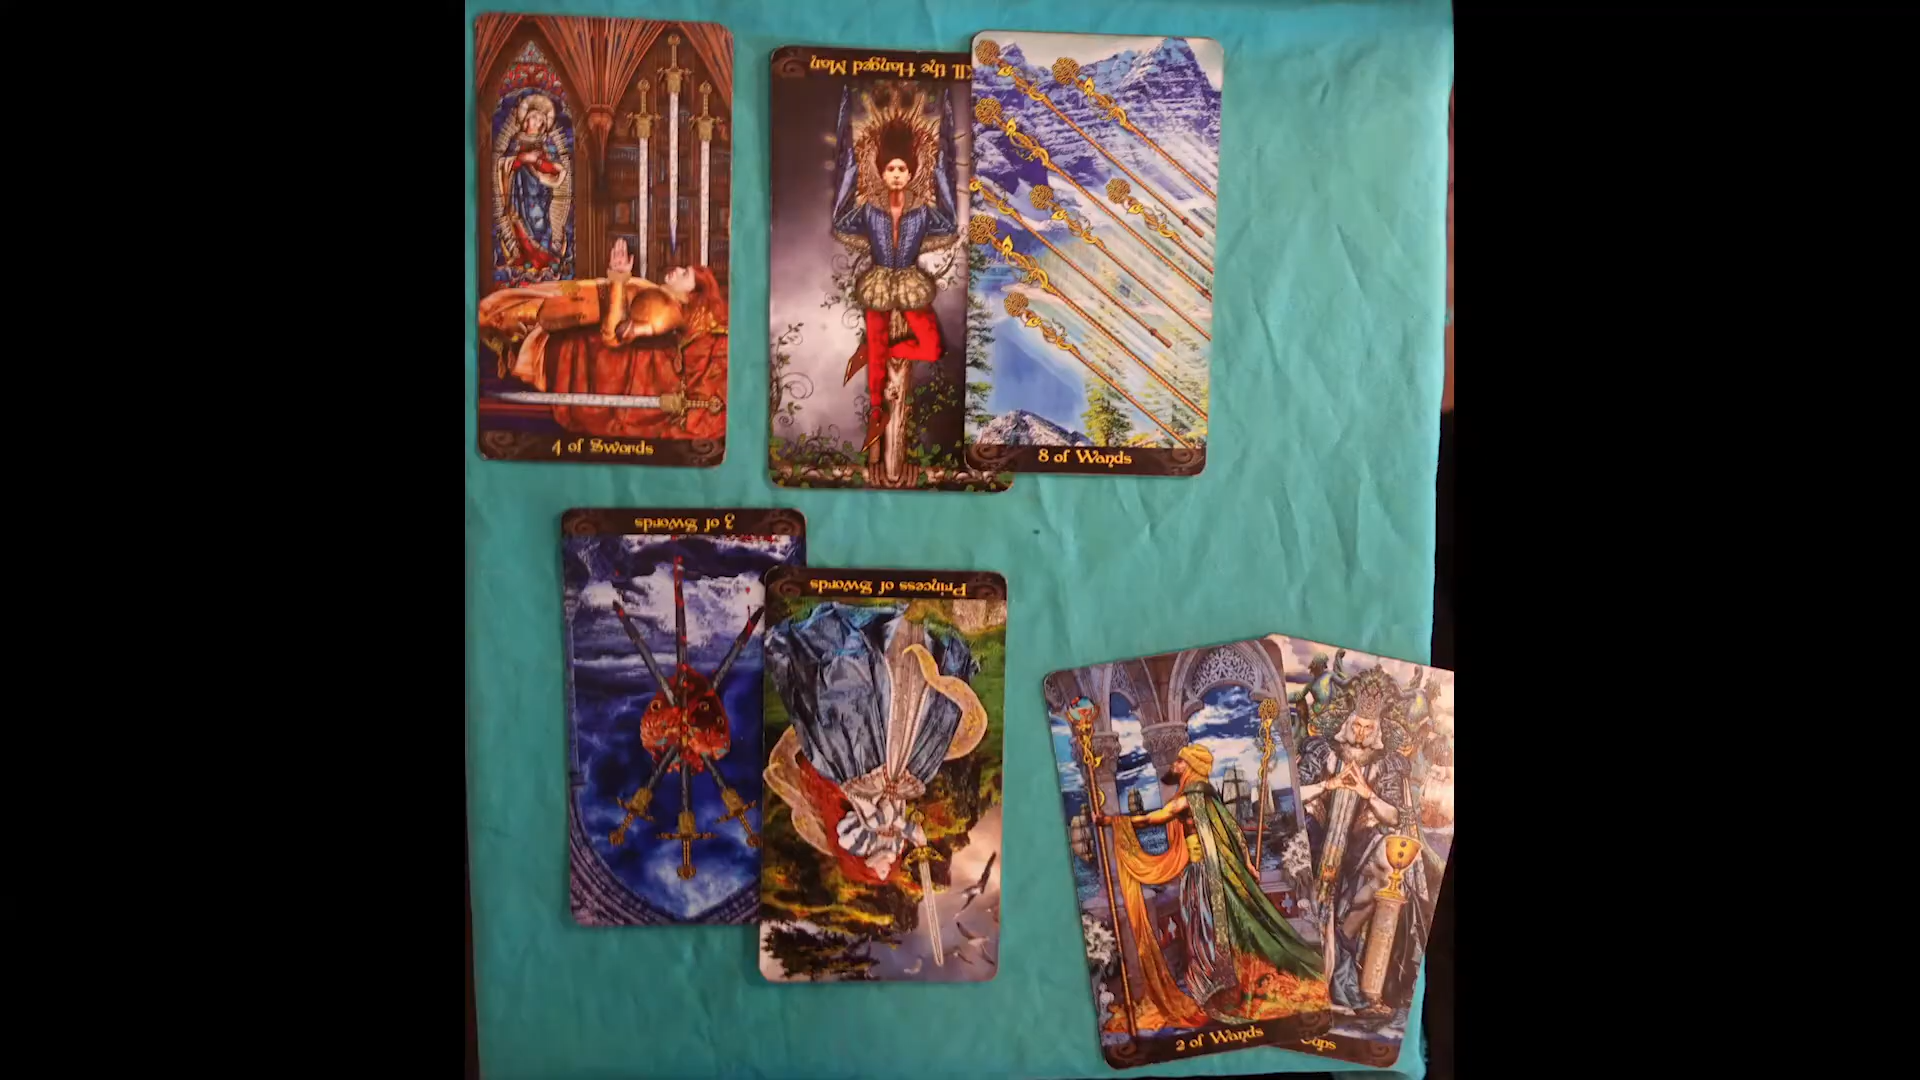 XII. the Hanged Man
4 of Swords
8 of Wands
3 of Swords
Princess of Swords
2 of Wands
Cups